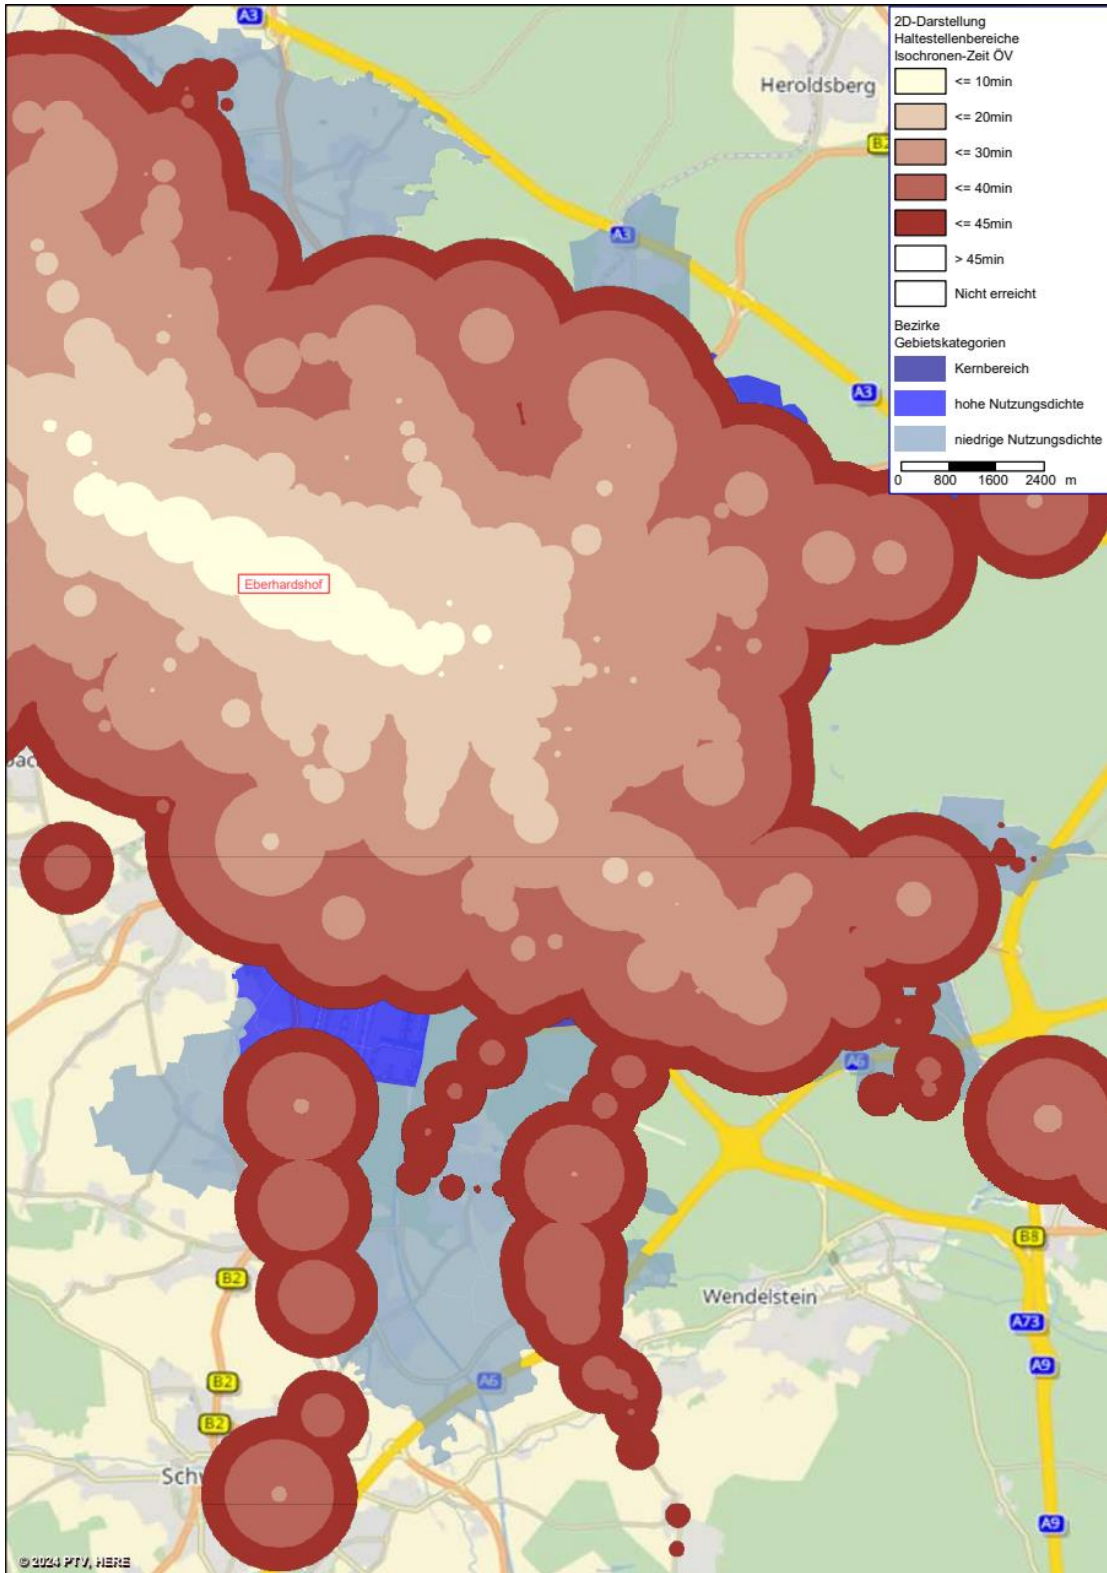 A3
Heroldsberg
2D-Darstellung
Haltestellenbereiche
Isochronen-Zeit ÖV
<= 10min
<= 20min
<= 30min
<= 40min
<= 45min
> 45min
Nicht erreicht
Bezirke
Gebietskategorien
Kernbereich
hohe Nutzungsdichte
niedrige Nutzungsdichte
0 800 1600 2400 m
A3
A3
Eberhardshof
A6
B8
B2
Wendelstein
A73
A9
A6
B2
B2
A9
© 2024 PTV, HERE